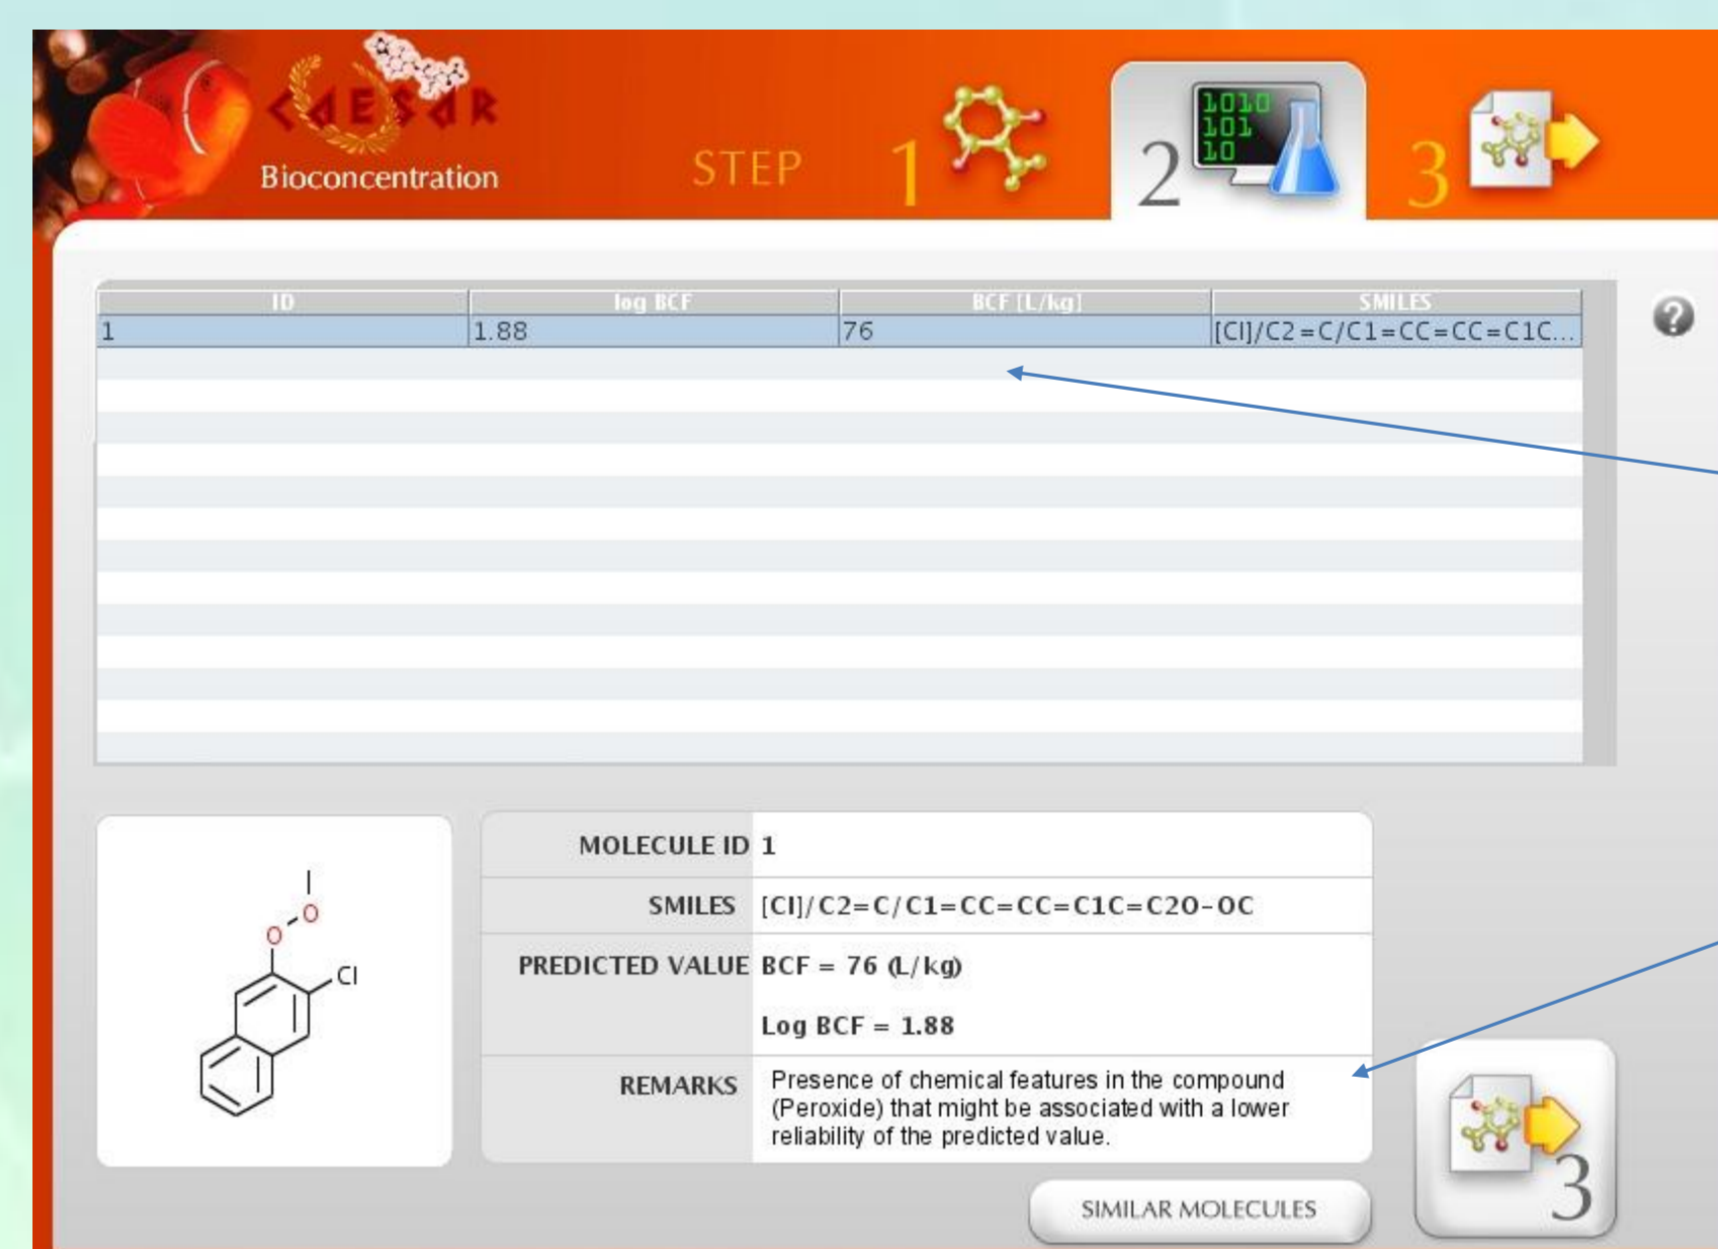 CAESAR
Bioconcentration
STEP 1 2 3
1010
101
10
ID log BCF BCF [L/kg] SMILES
1 1.88 76 [Cl]/C2=C/C1=CC=CC=C1C...
?
MOLECULE ID 1
SMILES [Cl]/C2=C/C1=CC=CC=C1C=C2O-OC
PREDICTED VALUE BCF = 76 (L/kg)
Log BCF = 1.88
REMARKS Presence of chemical features in the compound
(Peroxide) that might be associated with a lower
reliability of the predicted value.
O
O
Cl
3
SIMILAR MOLECULES